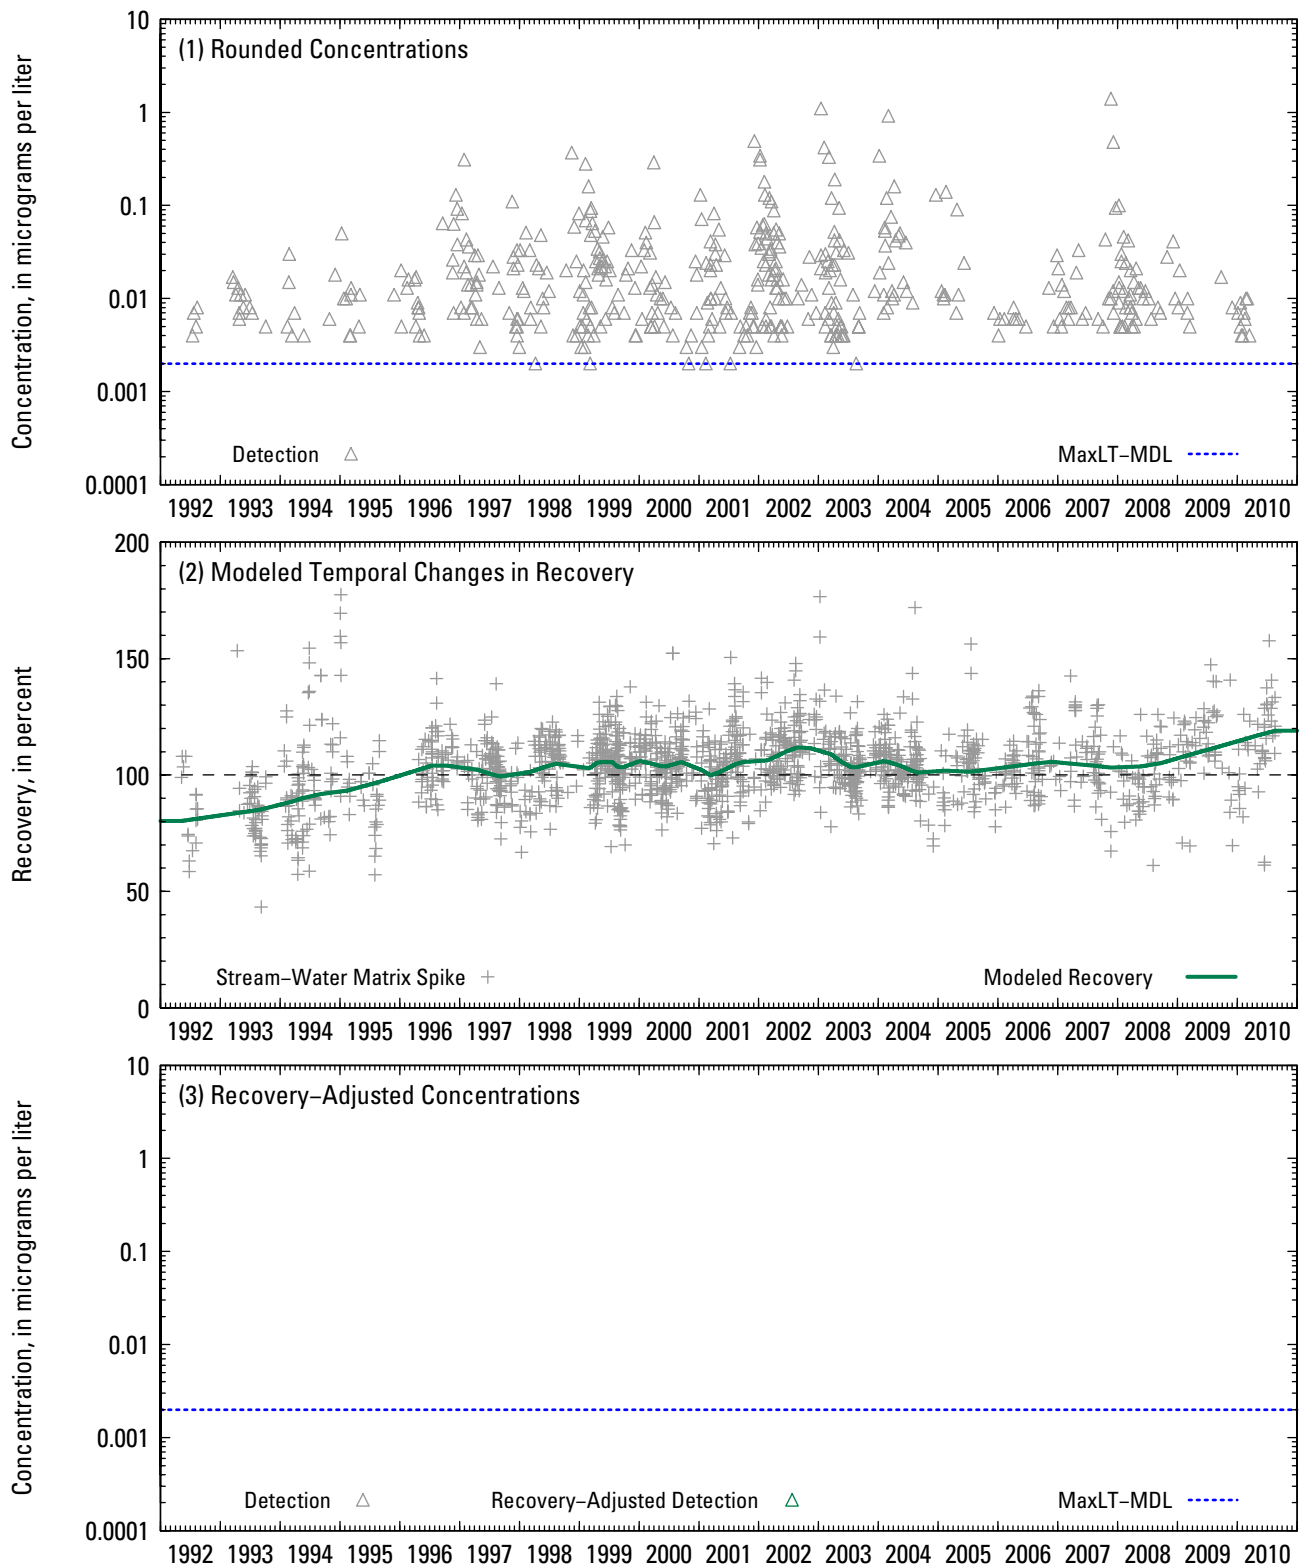 (1) Rounded Concentrations
Concentration, in micrograms per liter
10
1
0.1
0.01
0.001
0.0001
Detection
MaxLT–MDL
1992 1993 1994 1995 1996 1997 1998 1999 2000 2001 2002 2003 2004 2005 2006 2007 2008 2009 2010
(2) Modeled Temporal Changes in Recovery
Recovery, in percent
200
150
100
50
0
Stream–Water Matrix Spike
Modeled Recovery
1992 1993 1994 1995 1996 1997 1998 1999 2000 2001 2002 2003 2004 2005 2006 2007 2008 2009 2010
(3) Recovery–Adjusted Concentrations
Concentration, in micrograms per liter
10
1
0.1
0.01
0.001
0.0001
Detection
Recovery–Adjusted Detection
MaxLT–MDL
1992 1993 1994 1995 1996 1997 1998 1999 2000 2001 2002 2003 2004 2005 2006 2007 2008 2009 2010